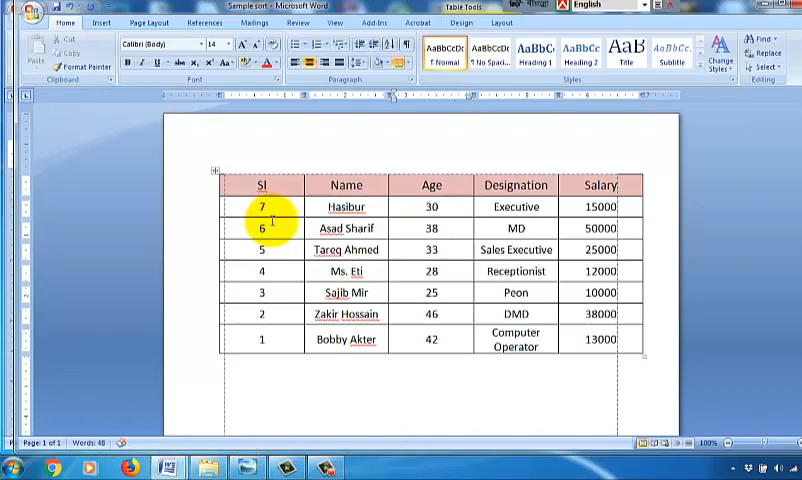 Sample sort - Microsoft Word
Table Tools
English
Home Insert Page Layout References Mailings Review View Add-Ins Acrobat Design Layout
Cut
Copy
Format Painter
Paste
Clipboard
Calibri (Body) 14
Font
Paragraph
AaBbCcDc AaBbCcDc AaBbC AaBbCc AaB AaBbCcL
¶ Normal ¶ No Spaci... Heading 1 Heading 2 Title Subtitle
Change Styles
Styles
Find
Replace
Select
Editing
Sl Name Age Designation Salary
7 Hasibur 30 Executive 15000
6 Asad Sharif 38 MD 50000
5 Tareq Ahmed 33 Sales Executive 25000
4 Ms. Eti 28 Receptionist 12000
3 Sajib Mir 25 Peon 10000
2 Zakir Hossain 46 DMD 38000
1 Bobby Akter 42 Computer Operator 13000
Page: 1 of 1 Words: 48 100%